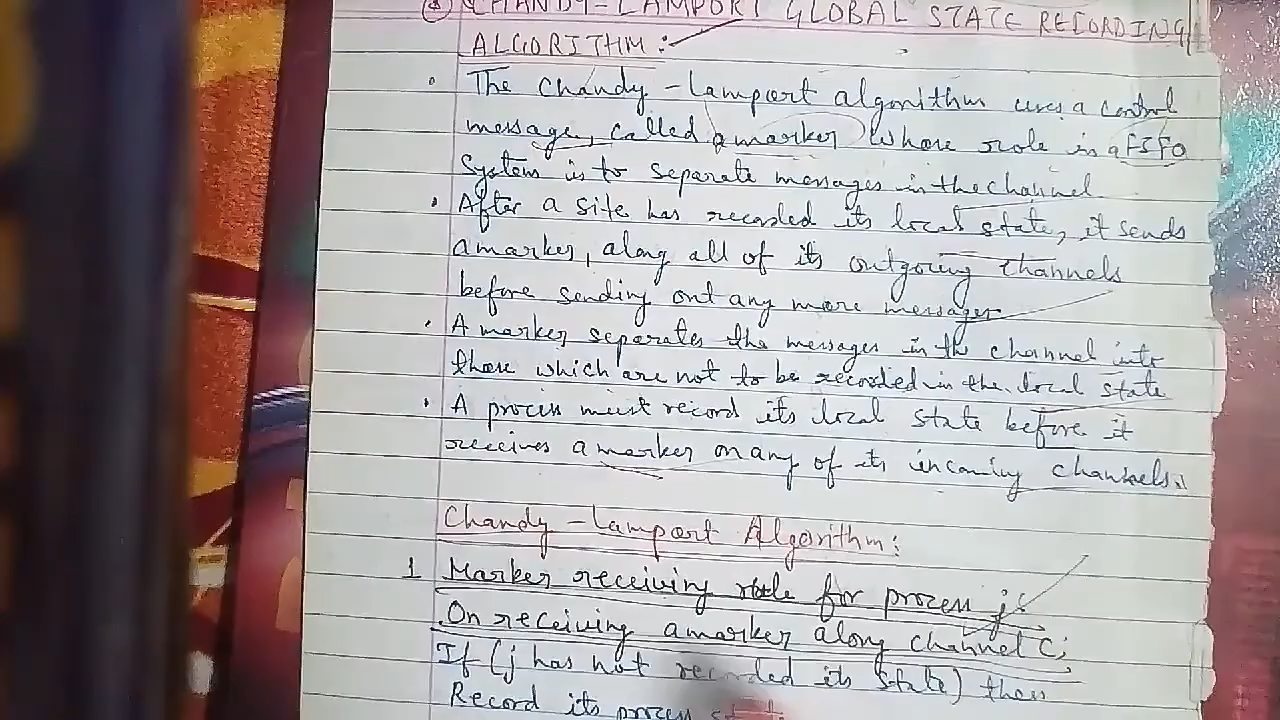 CHANDY-LAMPORT GLOBAL STATE RECORDING
ALGORITHM :-
The Chandy-Lamport algorithm uses a control
message, called a marker whose role in a FIFO
System is to separate messages in the channel
After a site has recorded its local state, it sends
a marker, along all of its outgoing channels
before sending out any more messages
A marker separates the messages in the channel into
those which are not to be recorded in the local state
A process must record its local state before it
receives a marker on any of its incoming channels.
Chandy-Lamport Algorithm:
1 Marker receiving rule for process j:
On receiving a marker along channel C;
If (j has not recorded its state) then
Record its process